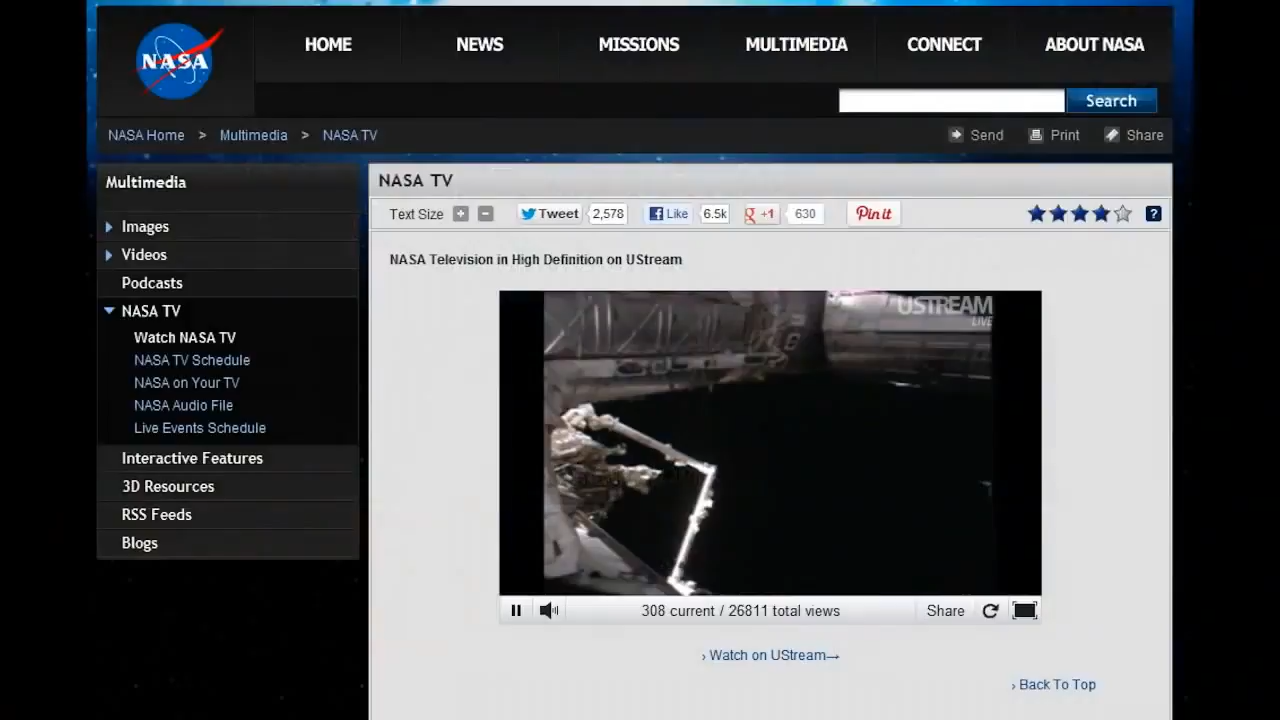 NASA
HOME
NEWS
MISSIONS
MULTIMEDIA
CONNECT
ABOUT NASA
Search
NASA Home > Multimedia > NASA TV
Send
Print
Share
Multimedia
Images
Videos
Podcasts
NASA TV
Watch NASA TV
NASA TV Schedule
NASA on Your TV
NASA Audio File
Live Events Schedule
Interactive Features
3D Resources
RSS Feeds
Blogs
NASA TV
Text Size + − Tweet 2,578 Like 6.5k g +1 630 Pin it ?
NASA Television in High Definition on UStream
USTREAM
LIVE
308 current / 26811 total views
Share
› Watch on UStream→
› Back To Top